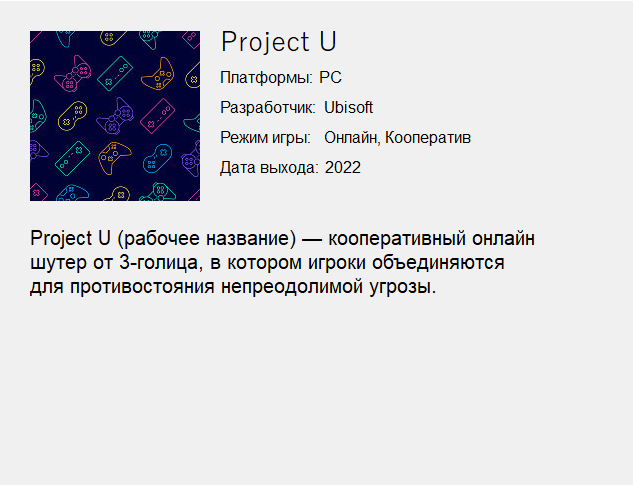 Project U
Платформы: PC
Разработчик: Ubisoft
Режим игры: Онлайн, Кооператив
Дата выхода: 2022
Project U (рабочее название) — кооперативный онлайн
шутер от 3-голица, в котором игроки объединяются
для противостояния непреодолимой угрозы.